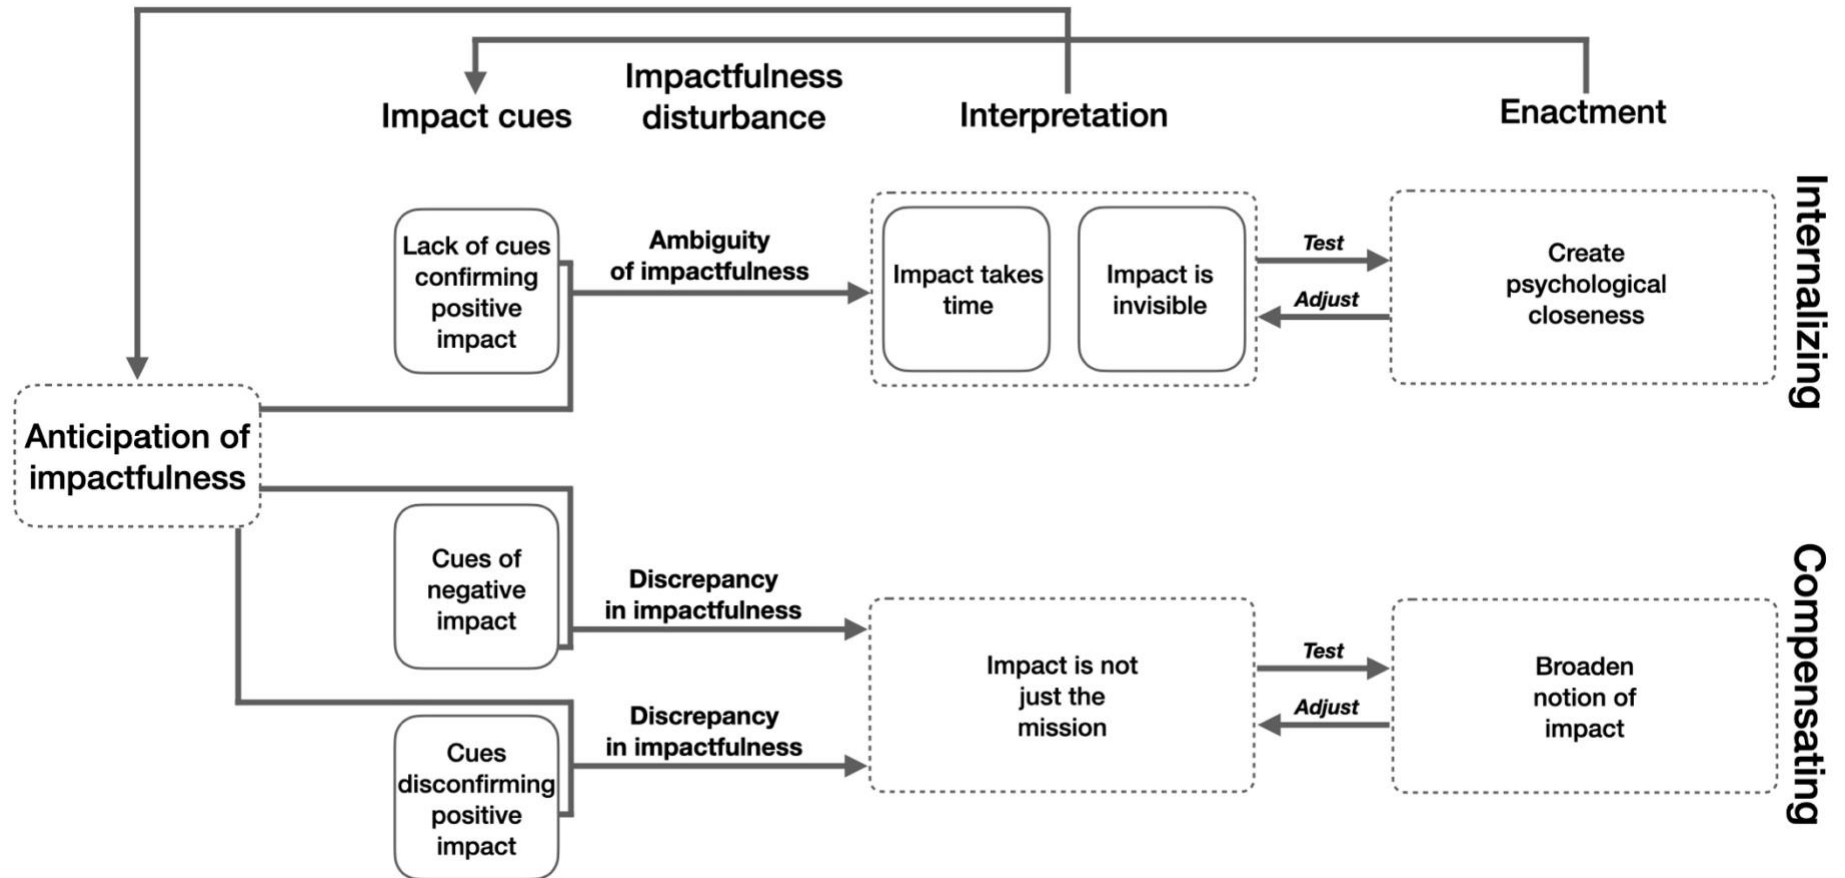 Impact cues
Impactfulness
disturbance
Interpretation
Enactment
Internalizing
Lack of cues
confirming
positive
impact
Ambiguity
of impactfulness
Impact takes
time
Impact is
invisible
Test
Adjust
Create
psychological
closeness
Anticipation of
impactfulness
Compensating
Cues of
negative
impact
Discrepancy
in impactfulness
Cues
disconfirming
positive
impact
Discrepancy
in impactfulness
Impact is not
just the
mission
Test
Adjust
Broaden
notion of
impact